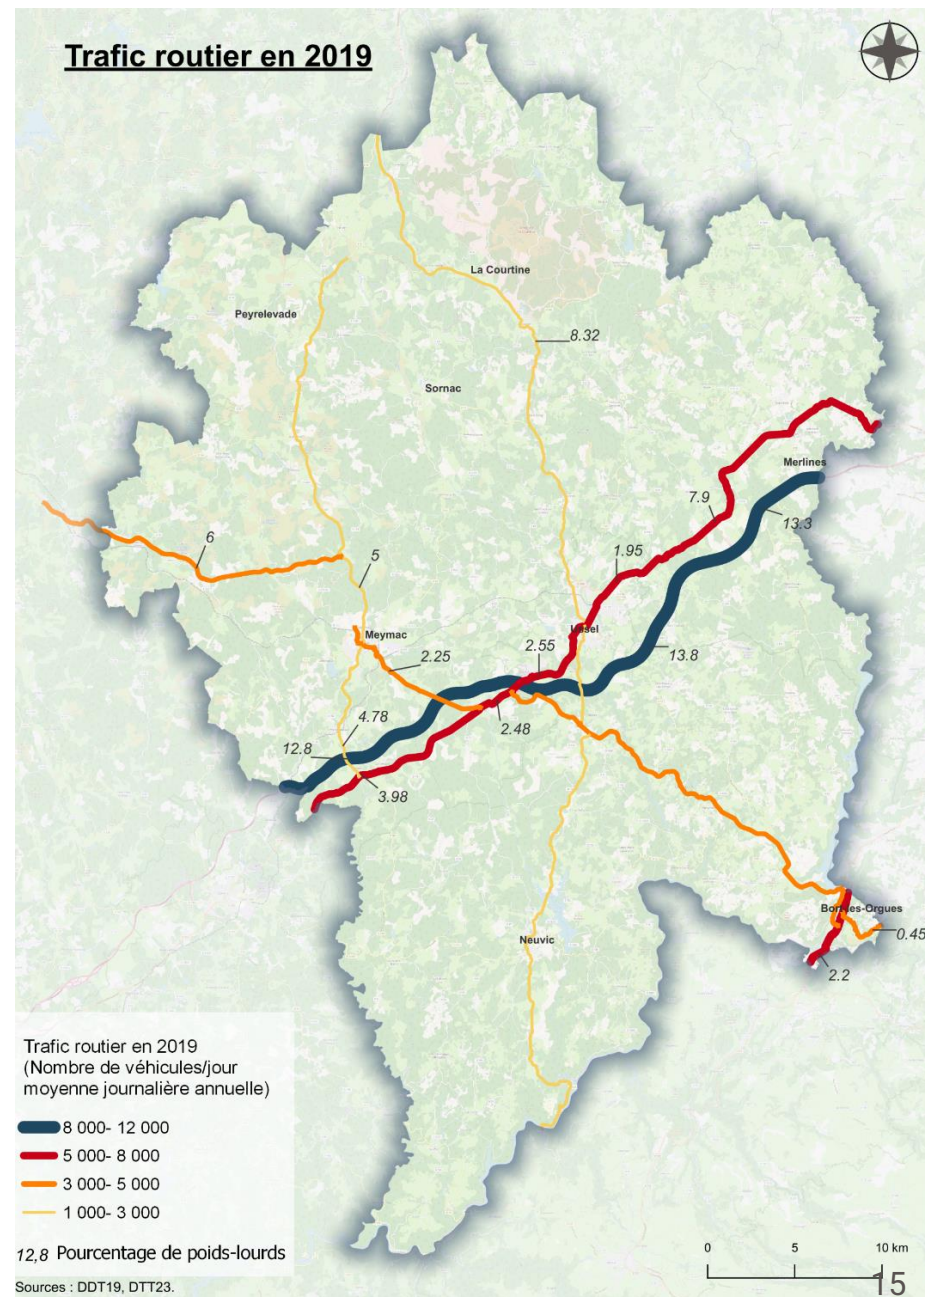 Trafic routier en 2019
La Courtine
Peyrelevade
8.32
Sornac
Merlines
7.9
13.3
6
5
1.95
Meymac
Ussel
2.25
2.55
13.8
4.78
2.48
12.8
3.98
Bort-les-Orgues
0.45
Neuvic
2.2
Trafic routier en 2019
(Nombre de véhicules/jour
moyenne journalière annuelle)
8 000- 12 000
5 000- 8 000
3 000- 5 000
1 000- 3 000
12,8 Pourcentage de poids-lourds
0 5 10 km
Sources : DDT19, DTT23.
15